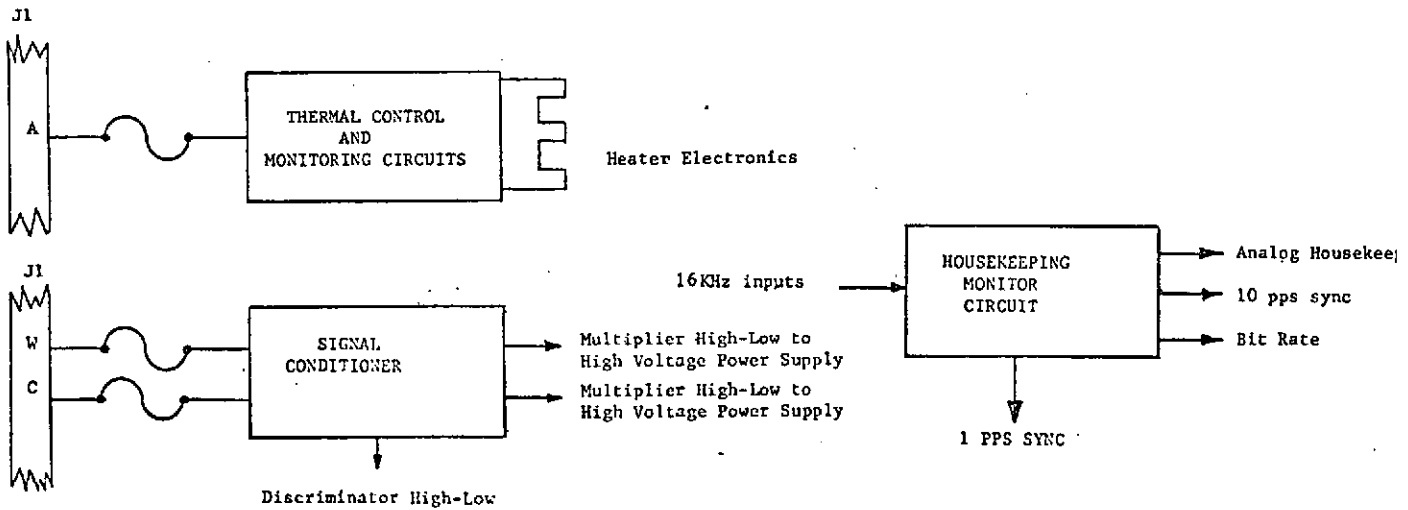 J1
A
THERMAL CONTROL
AND
MONITORING CIRCUITS
Heater Electronics
J1
W
C
SIGNAL
CONDITIONER
Multiplier High-Low to
High Voltage Power Supply
Multiplier High-Low to
High Voltage Power Supply
Discriminator High-Low
16KHz inputs
HOUSEKEEPING
MONITOR
CIRCUIT
Analog Housekeep
10 pps sync
Bit Rate
1 PPS SYNC